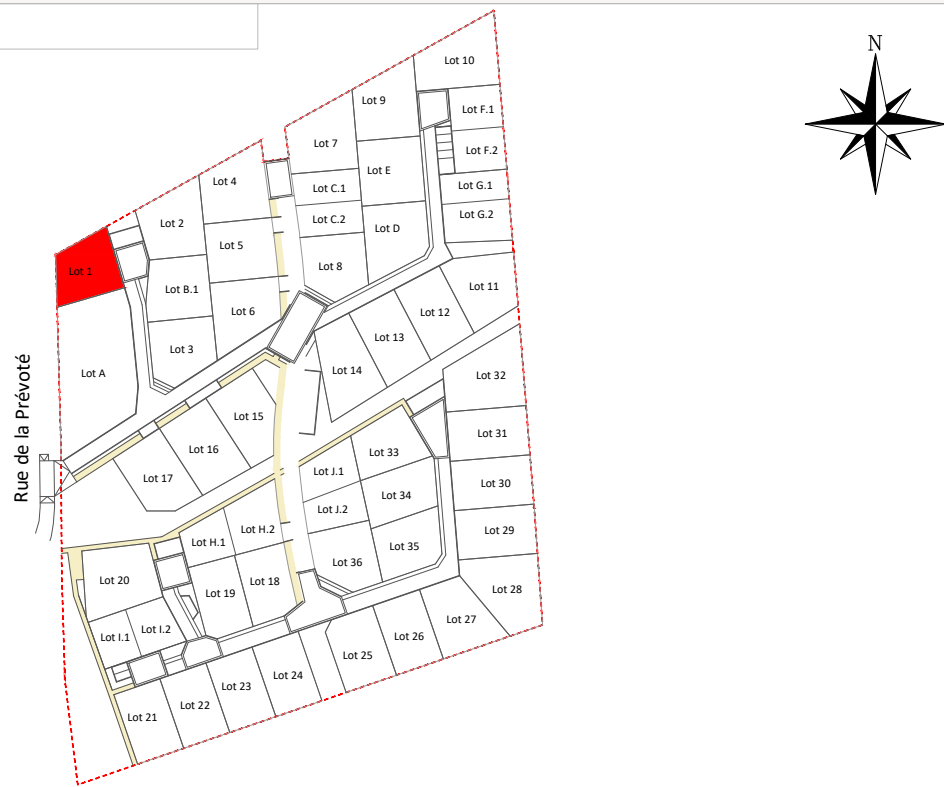 N
Lot 10
Lot 9
Lot F.1
Lot 7
Lot F.2
Lot E
Lot 4
Lot C.1
Lot G.1
Lot 2
Lot C.2
Lot G.2
Lot D
Lot 5
Lot 1
Lot 8
Lot B.1
Lot 11
Lot 6
Lot 12
Lot 13
Lot 3
Lot A
Lot 14
Lot 32
Rue de la Prévoté
Lot 15
Lot 31
Lot 16
Lot 33
Lot 17
Lot J.1
Lot 30
Lot 34
Lot J.2
Lot H.2
Lot 29
Lot H.1
Lot 35
Lot 36
Lot 20
Lot 18
Lot 28
Lot 19
Lot 27
Lot I.2
Lot I.1
Lot 26
Lot 25
Lot 24
Lot 23
Lot 22
Lot 21